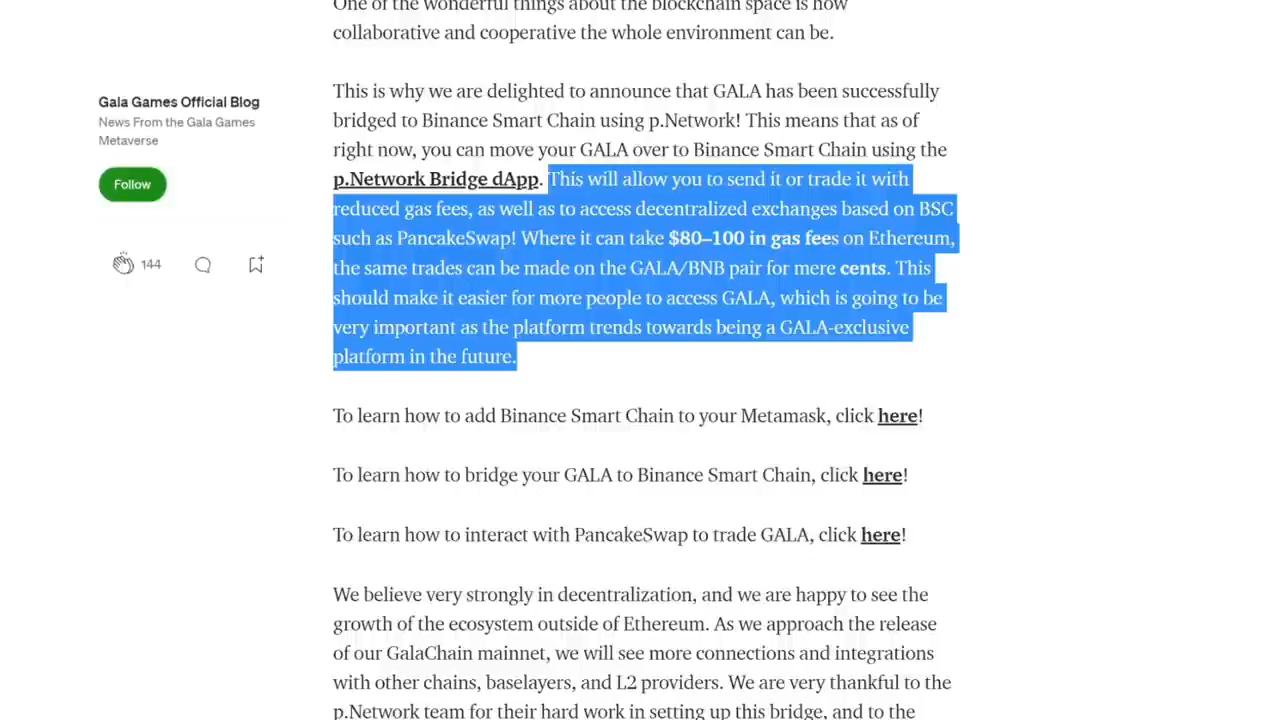 One of the wonderful things about the blockchain space is how
collaborative and cooperative the whole environment can be.
Gala Games Official Blog
News From the Gala Games
Metaverse
Follow
144
This is why we are delighted to announce that GALA has been successfully
bridged to Binance Smart Chain using p.Network! This means that as of
right now, you can move your GALA over to Binance Smart Chain using the
p.Network Bridge dApp. This will allow you to send it or trade it with
reduced gas fees, as well as to access decentralized exchanges based on BSC
such as PancakeSwap! Where it can take $80–100 in gas fees on Ethereum,
the same trades can be made on the GALA/BNB pair for mere cents. This
should make it easier for more people to access GALA, which is going to be
very important as the platform trends towards being a GALA-exclusive
platform in the future.
To learn how to add Binance Smart Chain to your Metamask, click here!
To learn how to bridge your GALA to Binance Smart Chain, click here!
To learn how to interact with PancakeSwap to trade GALA, click here!
We believe very strongly in decentralization, and we are happy to see the
growth of the ecosystem outside of Ethereum. As we approach the release
of our GalaChain mainnet, we will see more connections and integrations
with other chains, baselayers, and L2 providers. We are very thankful to the
p.Network team for their hard work in setting up this bridge, and to the